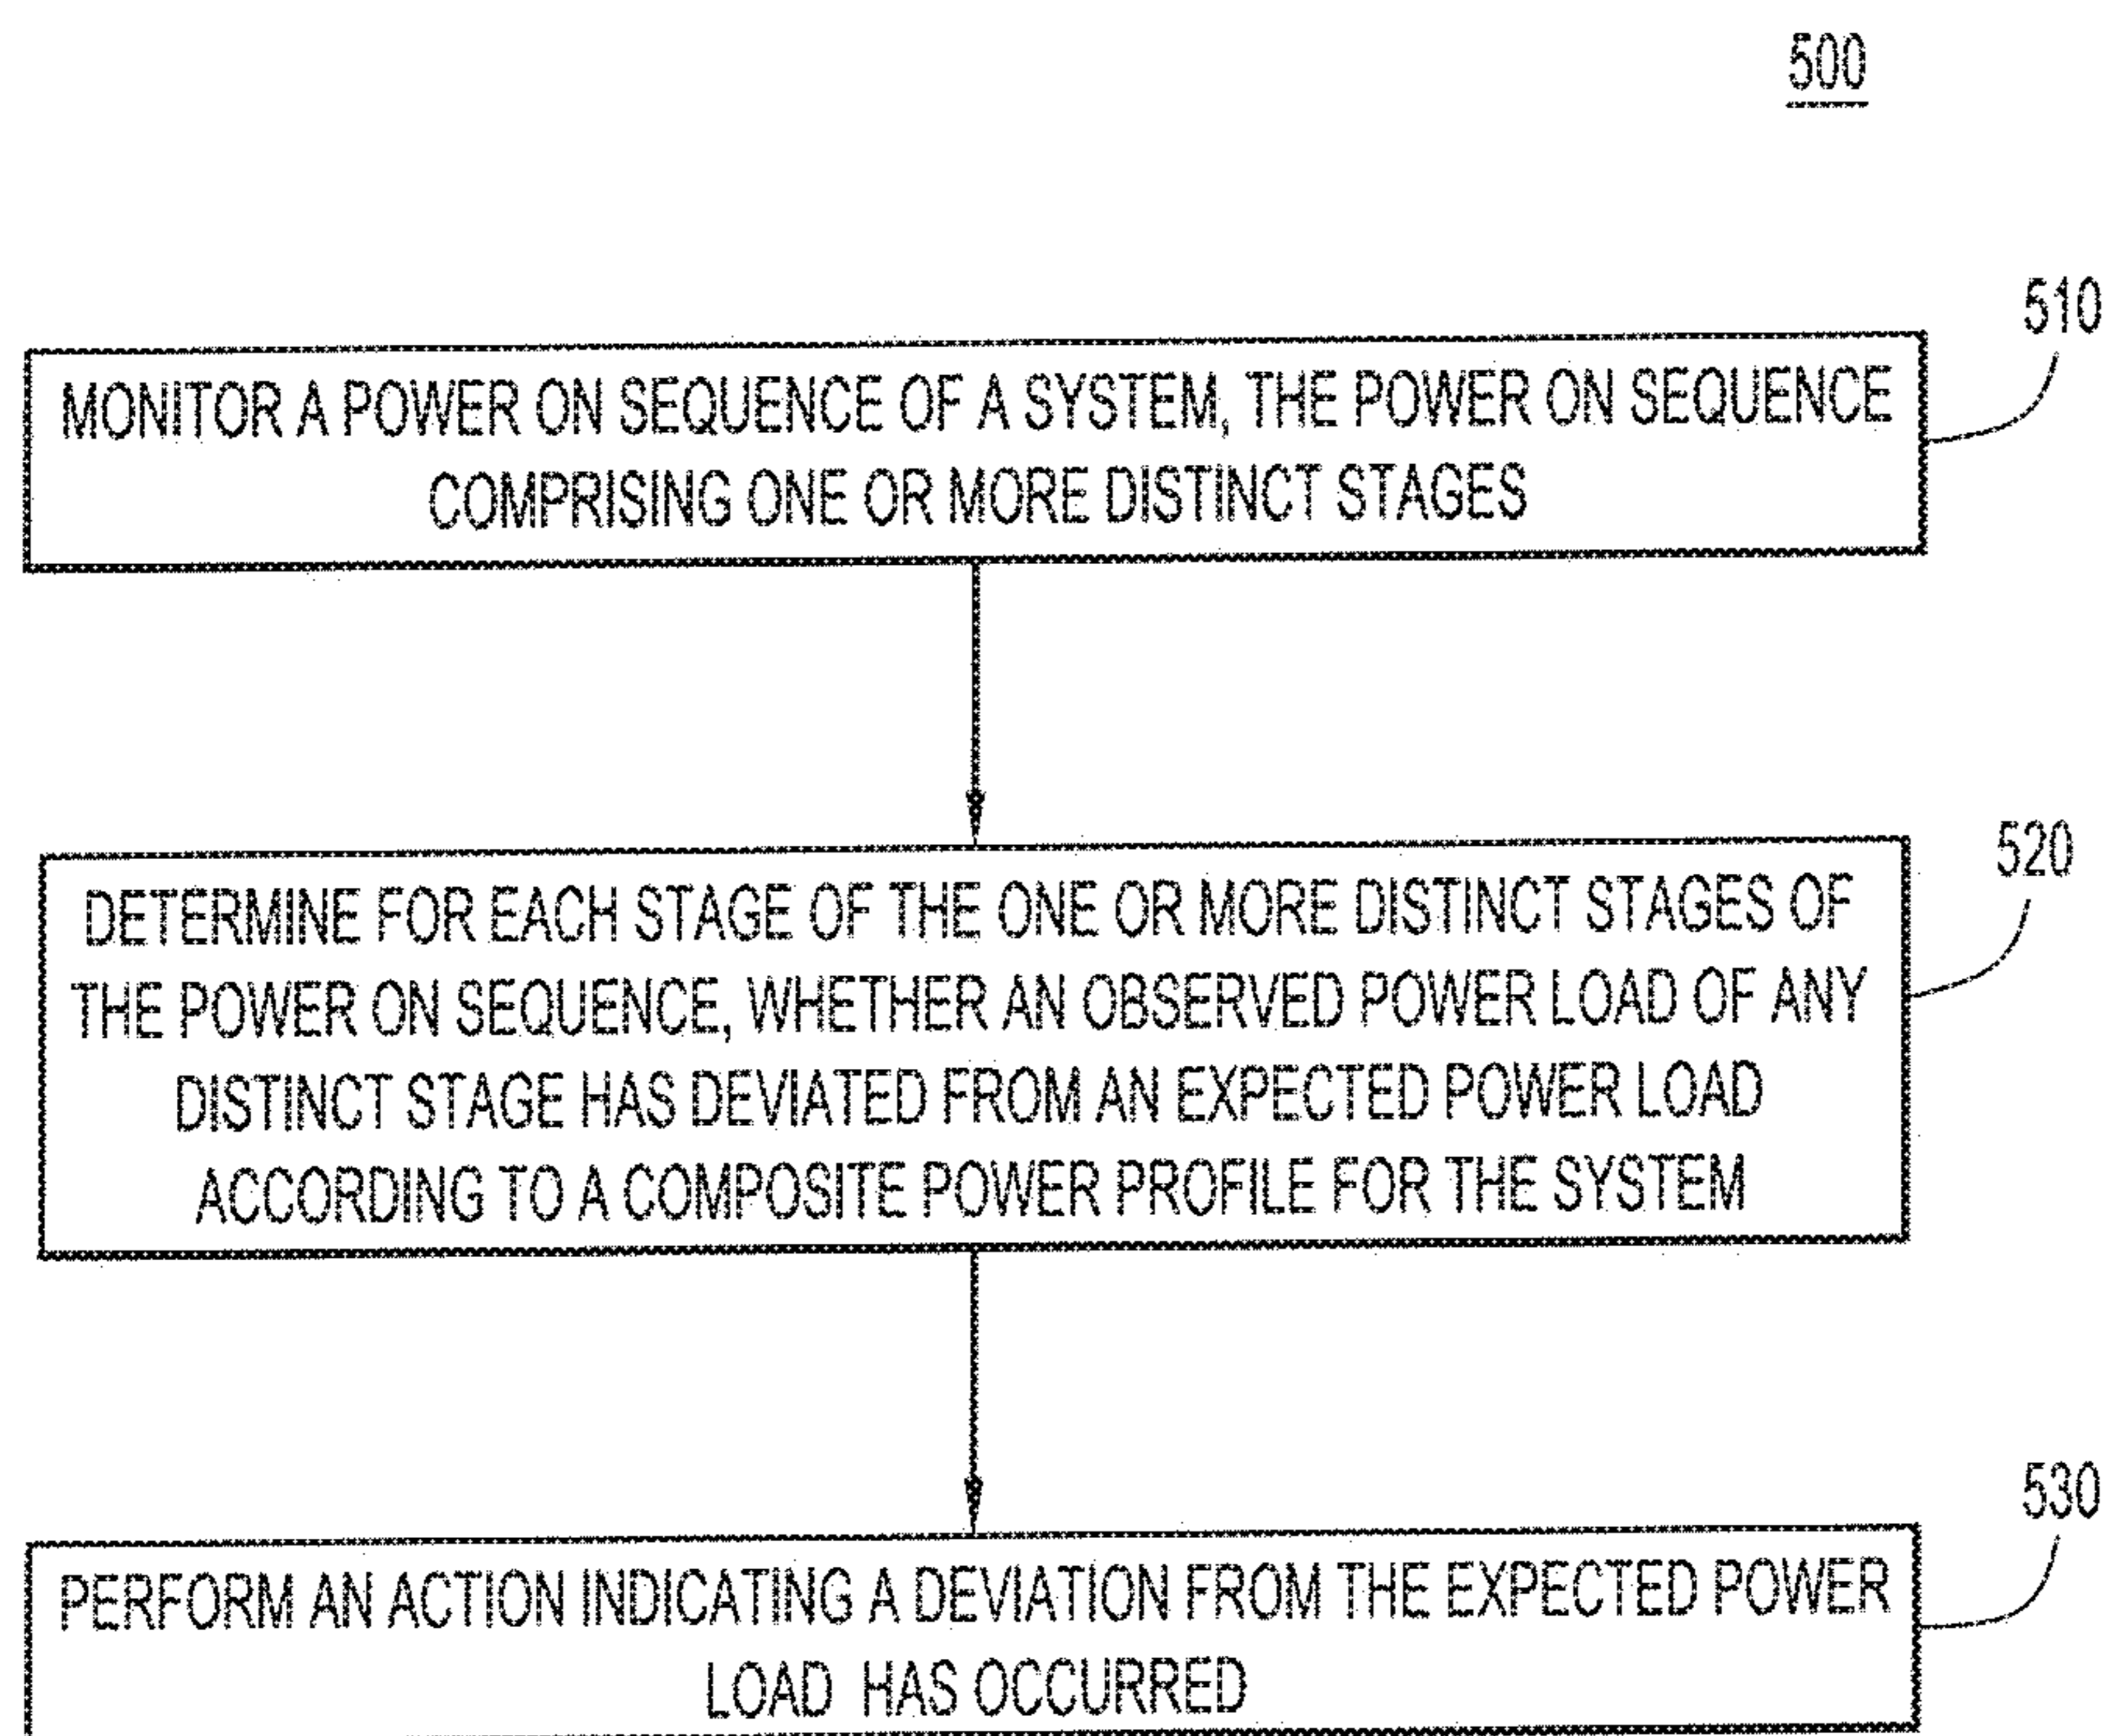 500
510
MONITOR A POWER ON SEQUENCE OF A SYSTEM, THE POWER ON SEQUENCE
COMPRISING ONE OR MORE DISTINCT STAGES
520
DETERMINE FOR EACH STAGE OF THE ONE OR MORE DISTINCT STAGES OF
THE POWER ON SEQUENCE, WHETHER AN OBSERVED POWER LOAD OF ANY
DISTINCT STAGE HAS DEVIATED FROM AN EXPECTED POWER LOAD
ACCORDING TO A COMPOSITE POWER PROFILE FOR THE SYSTEM
530
PERFORM AN ACTION INDICATING A DEVIATION FROM THE EXPECTED POWER
LOAD HAS OCCURRED